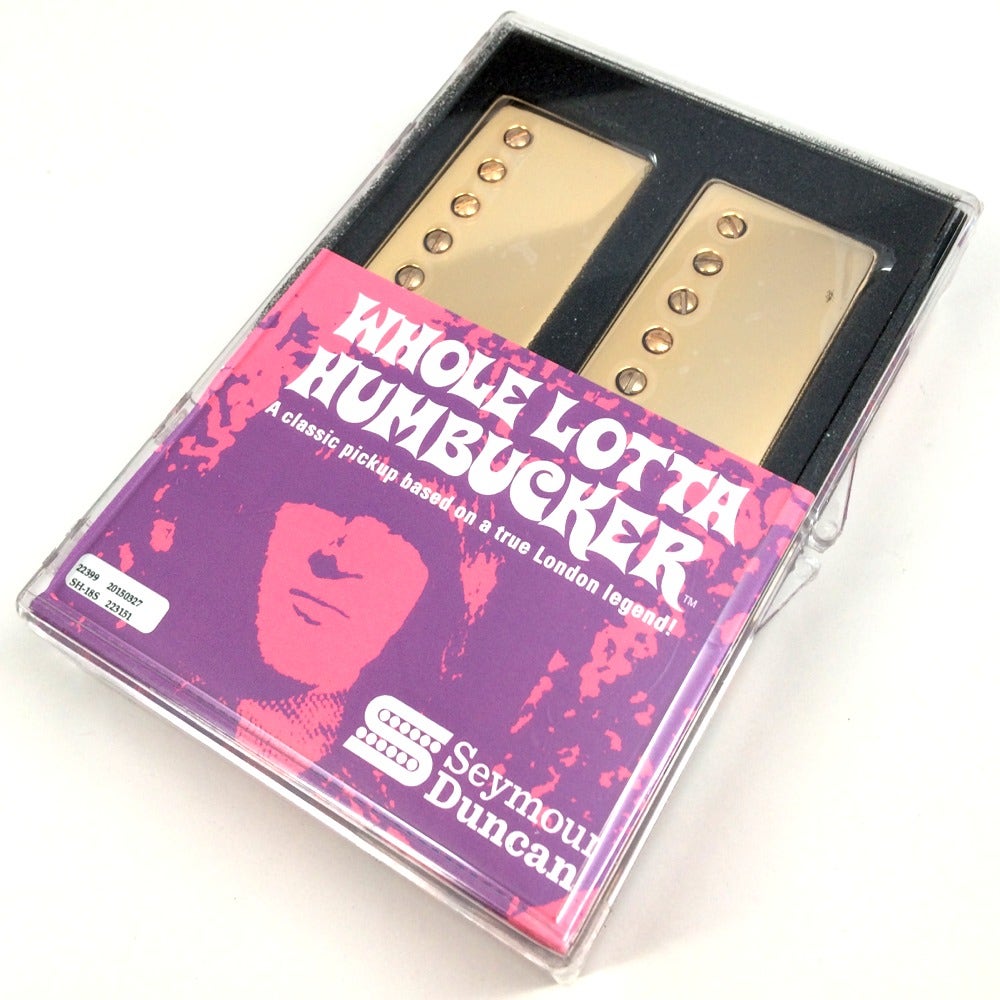 WHOLE LOTTA
HUMBUCKER™
A classic pickup based on a true London legend!
22399 20150327
SH-18S 223151
Seymour
Duncan